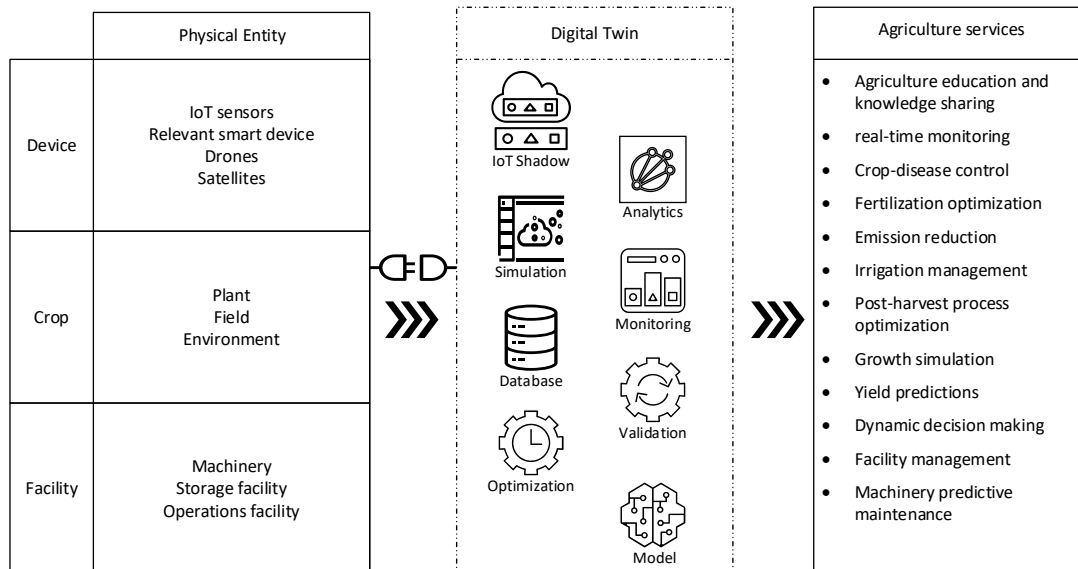 Physical Entity
Device
IoT sensors
Relevant smart device
Drones
Satellites
Crop
Plant
Field
Environment
Facility
Machinery
Storage facility
Operations facility
Digital Twin
IoT Shadow
Analytics
Simulation
Monitoring
Database
Validation
Optimization
Model
Agriculture services
• Agriculture education and
knowledge sharing
• real-time monitoring
• Crop-disease control
• Fertilization optimization
• Emission reduction
• Irrigation management
• Post-harvest process
optimization
• Growth simulation
• Yield predictions
• Dynamic decision making
• Facility management
• Machinery predictive
maintenance